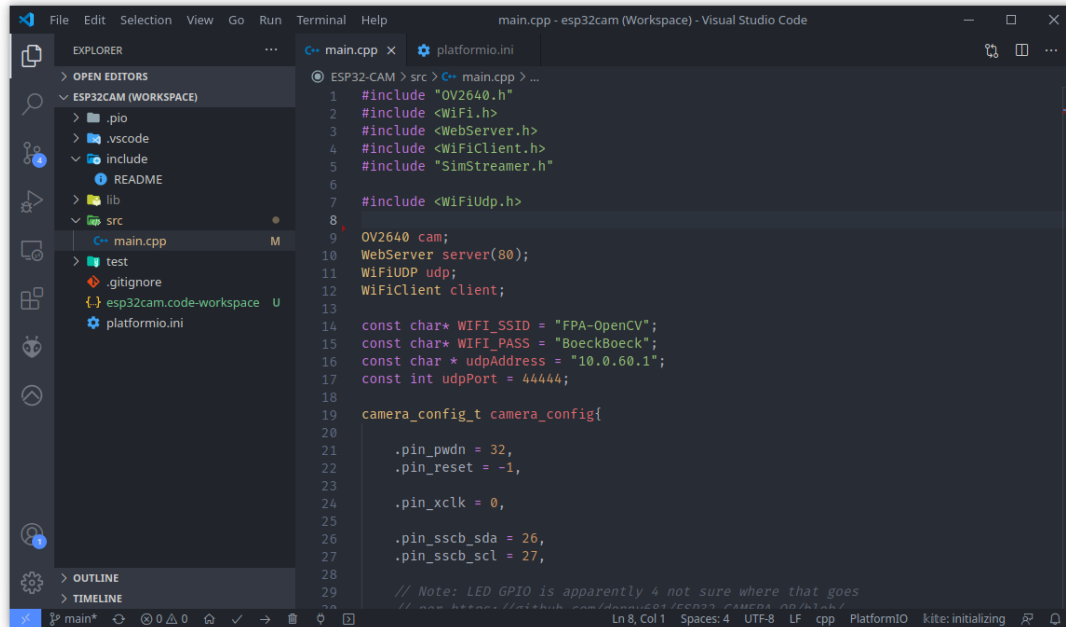 File Edit Selection View Go Run Terminal Help main.cpp - esp32cam (Workspace) - Visual Studio Code
EXPLORER
OPEN EDITORS
ESP32CAM (WORKSPACE)
.pio
.vscode
include
README
lib
src
main.cpp M
test
.gitignore
esp32cam.code-workspace U
platformio.ini
OUTLINE
TIMELINE
4
1
main.cpp platformio.ini
ESP32-CAM > src > main.cpp > ...
1 #include "OV2640.h"
2 #include <WiFi.h>
3 #include <WebServer.h>
4 #include <WiFiClient.h>
5 #include "SimStreamer.h"
6
7 #include <WiFiUdp.h>
8
9 OV2640 cam;
10 WebServer server(80);
11 WiFiUDP udp;
12 WiFiClient client;
13
14 const char* WIFI_SSID = "FPA-OpenCV";
15 const char* WIFI_PASS = "BoeckBoeck";
16 const char * udpAddress = "10.0.60.1";
17 const int udpPort = 44444;
18
19 camera_config_t camera_config{
20
21 .pin_pwdn = 32,
22 .pin_reset = -1,
23
24 .pin_xclk = 0,
25
26 .pin_sscb_sda = 26,
27 .pin_sscb_scl = 27,
28
29 // Note: LED GPIO is apparently 4 not sure where that goes
main* 0 0 Ln 8, Col 1 Spaces: 4 UTF-8 LF cpp PlatformIO kite: initializing